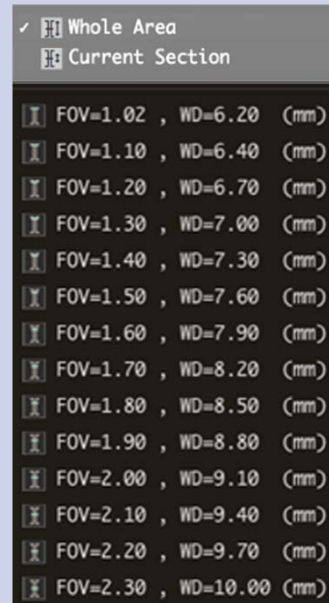 Whole Area
Current Section
FOV=1.02 , WD=6.20 (mm)
FOV=1.10 , WD=6.40 (mm)
FOV=1.20 , WD=6.70 (mm)
FOV=1.30 , WD=7.00 (mm)
FOV=1.40 , WD=7.30 (mm)
FOV=1.50 , WD=7.60 (mm)
FOV=1.60 , WD=7.90 (mm)
FOV=1.70 , WD=8.20 (mm)
FOV=1.80 , WD=8.50 (mm)
FOV=1.90 , WD=8.80 (mm)
FOV=2.00 , WD=9.10 (mm)
FOV=2.10 , WD=9.40 (mm)
FOV=2.20 , WD=9.70 (mm)
FOV=2.30 , WD=10.00 (mm)